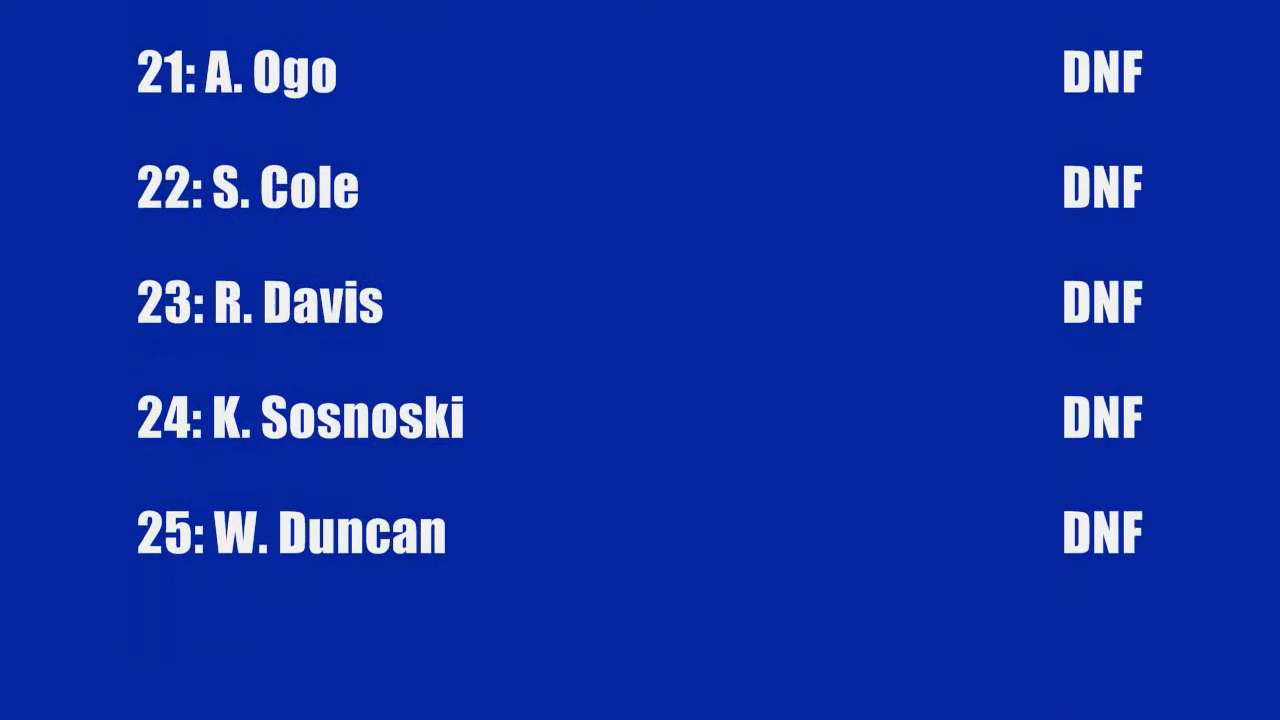 21: A. Ogo DNF
22: S. Cole DNF
23: R. Davis DNF
24: K. Sosnoski DNF
25: W. Duncan DNF